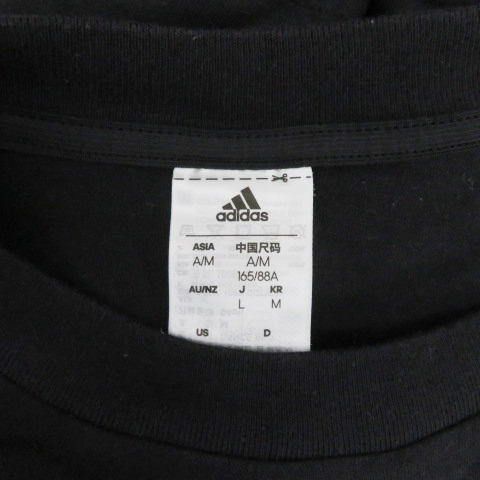 adidas
ASIA 中国尺码
A/M A/M
165/88A
AU/NZ J KR
L M
US D